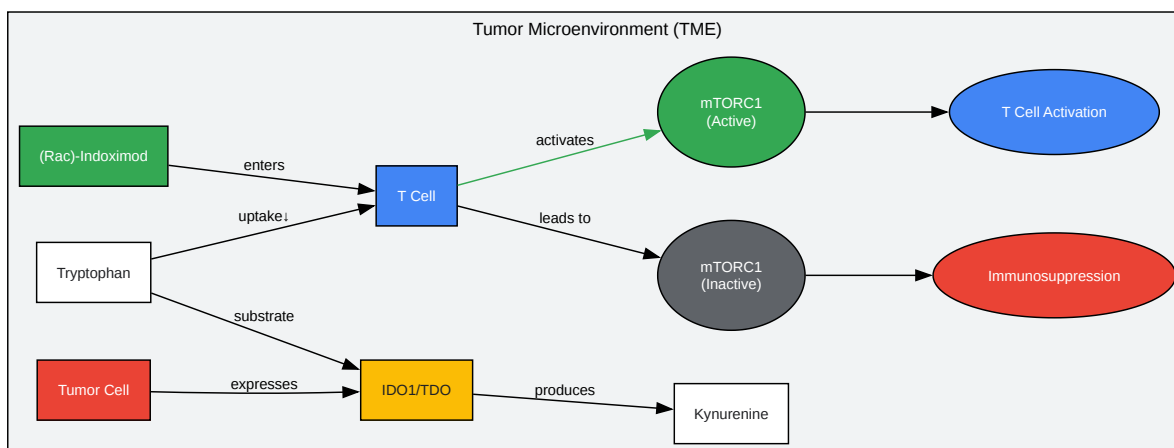 Tumor Microenvironment (TME)
mTORC1
(Active)
T Cell Activation
activates
(Rac)-Indoximod
enters
T Cell
uptake↓
leads to
Tryptophan
mTORC1
(Inactive)
Immunosuppression
substrate
Tumor Cell
expresses
IDO1/TDO
produces
Kynurenine